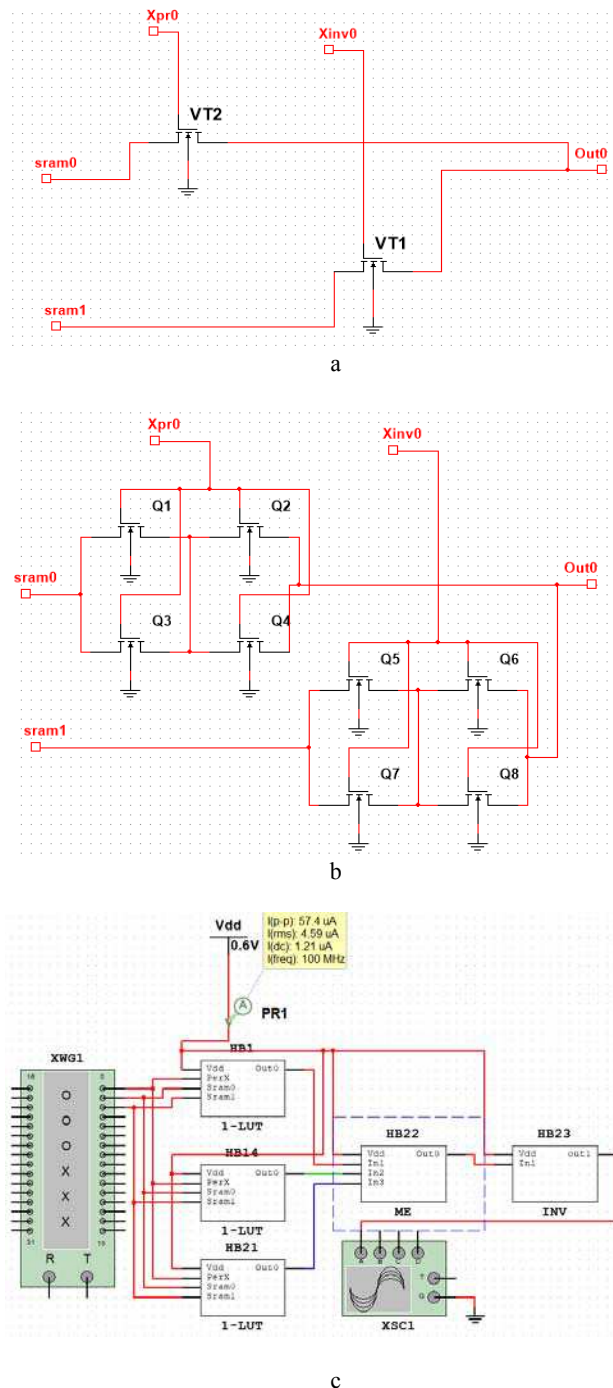 Xpr0
Xinv0
VT2
sram0
Out0
VT1
sram1
a
Xpr0
Xinv0
Q1
Q2
sram0
Out0
Q3
Q4
Q5
Q6
sram1
Q7
Q8
b
Vdd
0.6V
I(p-p): 57.4 uA
I(rms): 4.59 uA
I(dc): 1.21 uA
I(freq): 100 MHz
A
PR1
XWG1
HB1
Vdd Out0
PerX
Sram0
Sram1
1-LUT
HB14
Vdd Out0
PerX
Sram0
Sram1
1-LUT
HB21
Vdd Out0
PerX
Sram0
Sram1
1-LUT
HB22
Vdd Out0
In1
In2
In3
ME
HB23
Vdd out1
In1
INV
16 0
O
O
O
X
X
X
31 15
R T
A B C D
T
G
XSC1
c